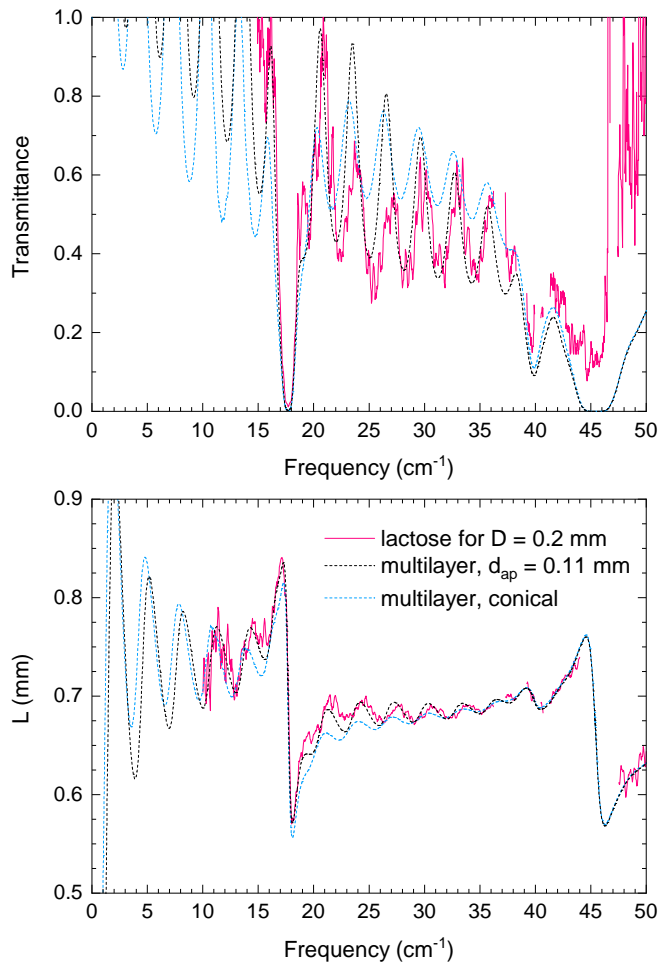 1.0
0.8
0.6
0.4
0.2
0.0
Transmittance
0 5 10 15 20 25 30 35 40 45 50
Frequency (cm-1)
0.9
0.8
0.7
0.6
0.5
L (mm)
lactose for D = 0.2 mm
multilayer, dap = 0.11 mm
multilayer, conical
0 5 10 15 20 25 30 35 40 45 50
Frequency (cm-1)